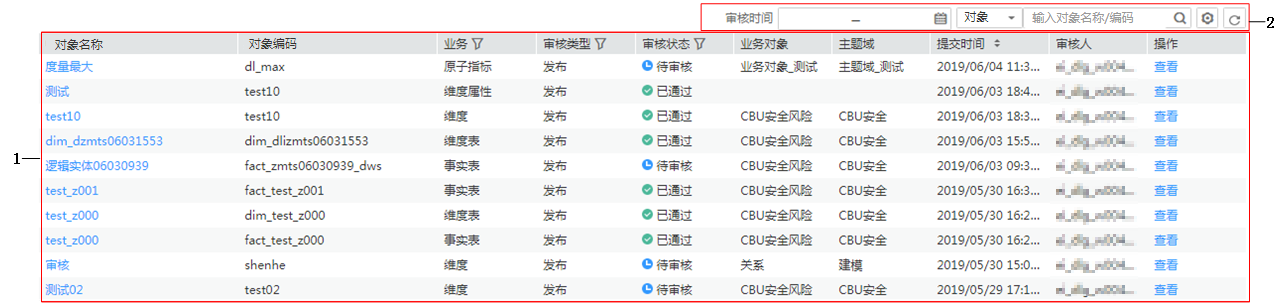 审核时间 – 对象 输入对象名称/编码
2
对象名称 对象编码 业务 审核类型 审核状态 业务对象 主题域 提交时间 审核人 操作
度量最大 dl_max 原子指标 发布 待审核 业务对象_测试 主题域_测试 2019/06/04 11:3... 查看
测试 test10 维度属性 发布 已通过 2019/06/03 18:4... 查看
test10 test10 维度 发布 已通过 CBU安全风险 CBU安全 2019/06/03 18:3... 查看
dim_dzmts06031553 dim_dlizmts06031553 维度表 发布 已通过 CBU安全风险 CBU安全 2019/06/03 15:5... 查看
1
逻辑实体06030939 fact_zmts06030939_dws 事实表 发布 待审核 CBU安全风险 CBU安全 2019/06/03 09:3... 查看
test_z001 fact_test_z001 事实表 发布 已通过 CBU安全风险 CBU安全 2019/05/30 16:3... 查看
test_z000 dim_test_z000 维度表 发布 已通过 CBU安全风险 CBU安全 2019/05/30 16:2... 查看
test_z000 fact_test_z000 事实表 发布 已通过 CBU安全风险 CBU安全 2019/05/30 16:2... 查看
审核 shenhe 维度 发布 待审核 关系 建模 2019/05/30 15:0... 查看
测试02 test02 维度 发布 待审核 CBU安全风险 CBU安全 2019/05/29 17:1... 查看